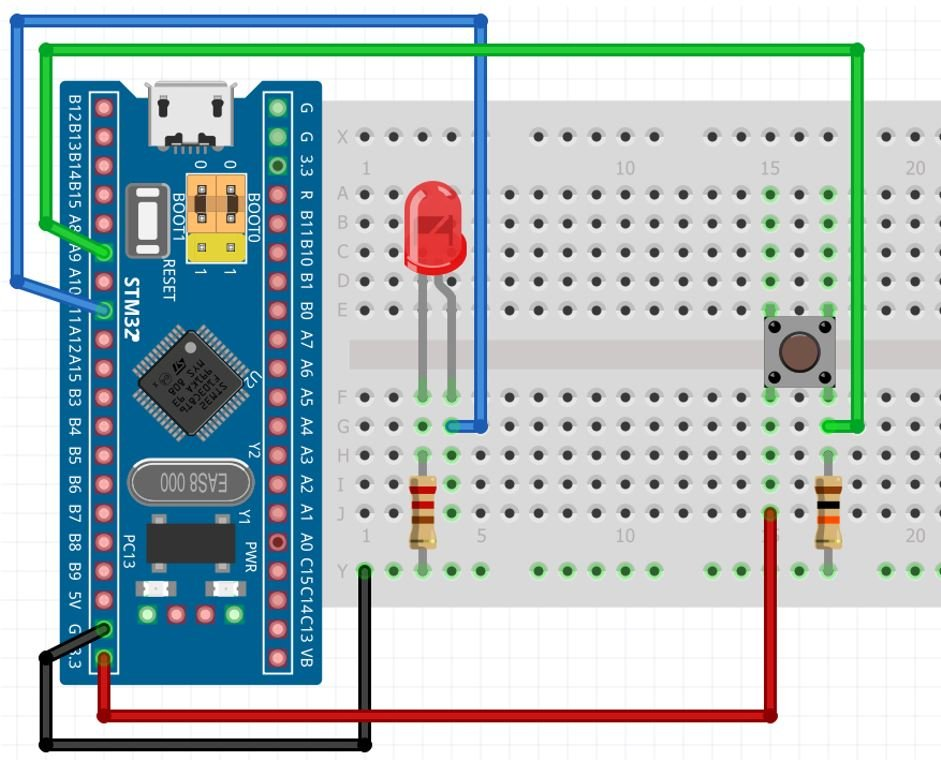 B12
B13
B14
B15
A8
A9
A10
11
A12
A15
B3
B4
B5
B6
B7
B8
B9
5V
G
3.3
G
G
3.3
R
B11
B10
B1
B0
A7
A6
A5
A4
A3
A2
A1
A0
C15
C14
C13
VB
0 0
BOOT1
BOOT0
1 1
RESET
STM32
Y2
EAS8 000
Y1
PC13
PWR
X
1 10 15 20
A
B
C
D
E
F
G
H
I
J
1 5 10 20
Y